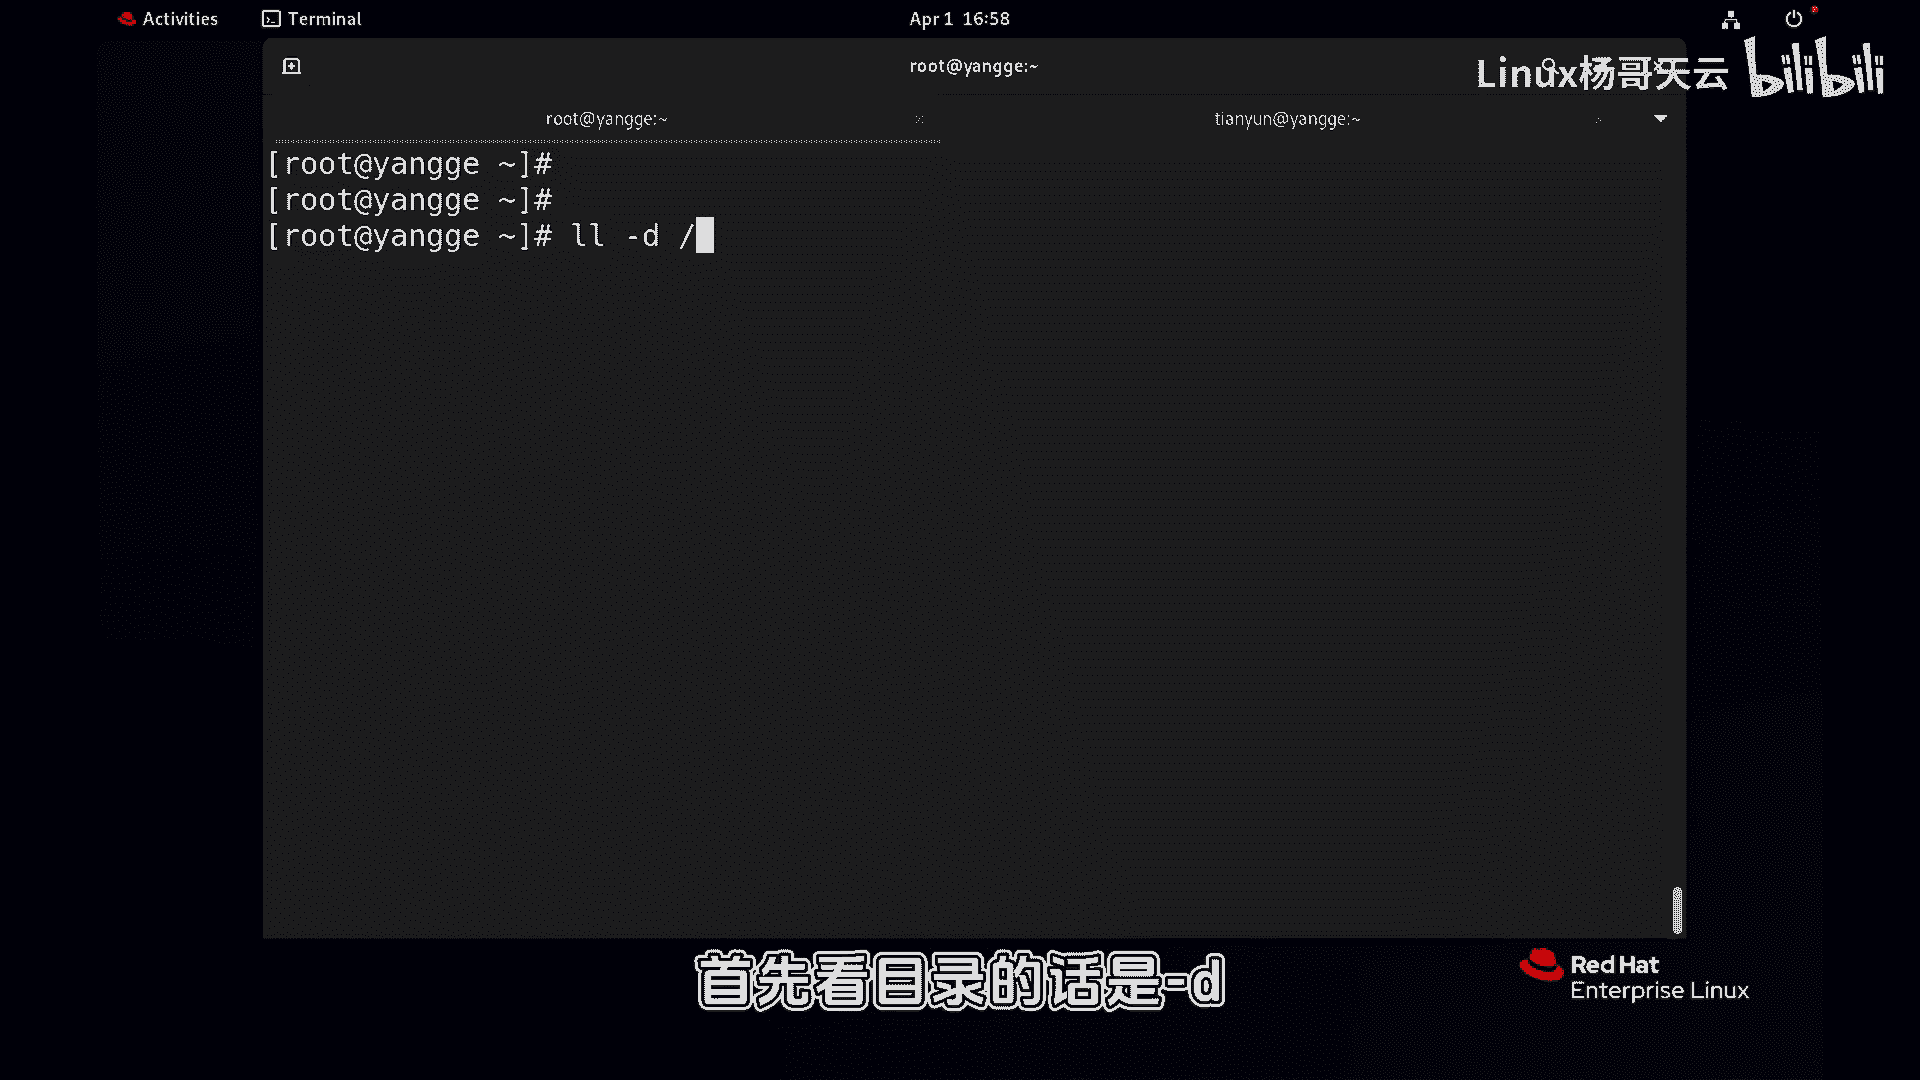 Activities Terminal Apr 1 16:58
root@yangge:~
Linux杨哥天云 bilibili
root@yangge:~ tianyun@yangge:~
[root@yangge ~]#
[root@yangge ~]#
[root@yangge ~]# ll -d /
首先看目录的话是-d
Red Hat
Enterprise Linux